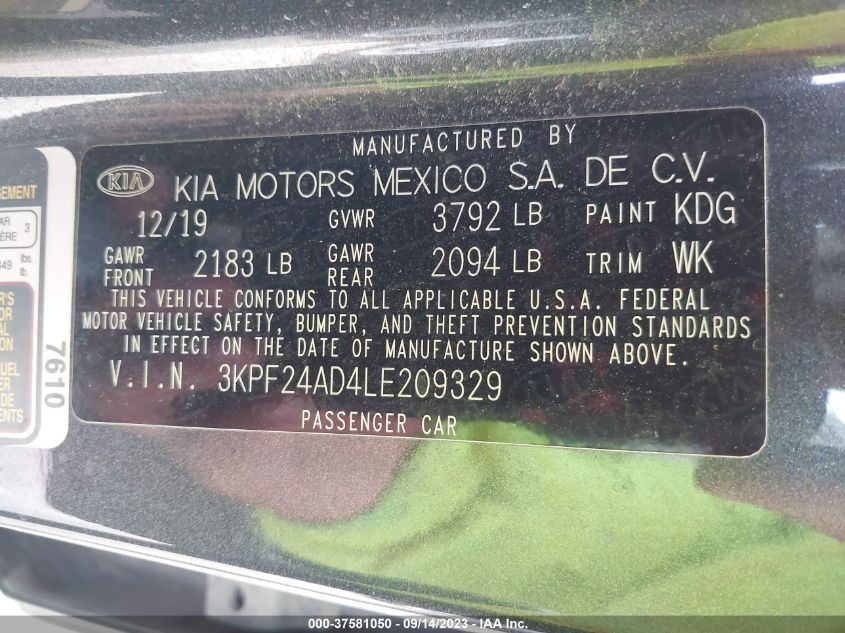 MANUFACTURED BY
KIA KIA MOTORS MEXICO S.A. DE C.V.
12/19 GVWR 3792 LB PAINT KDG
GAWR FRONT 2183 LB GAWR REAR 2094 LB TRIM WK
THIS VEHICLE CONFORMS TO ALL APPLICABLE U.S.A. FEDERAL
MOTOR VEHICLE SAFETY, BUMPER, AND THEFT PREVENTION STANDARDS
IN EFFECT ON THE DATE OF MANUFACTURE SHOWN ABOVE.
V.I.N. 3KPF24AD4LE209329
PASSENGER CAR
3
lbs.
lb.
7610
000-37581050 - 09/14/2023 - IAA Inc.